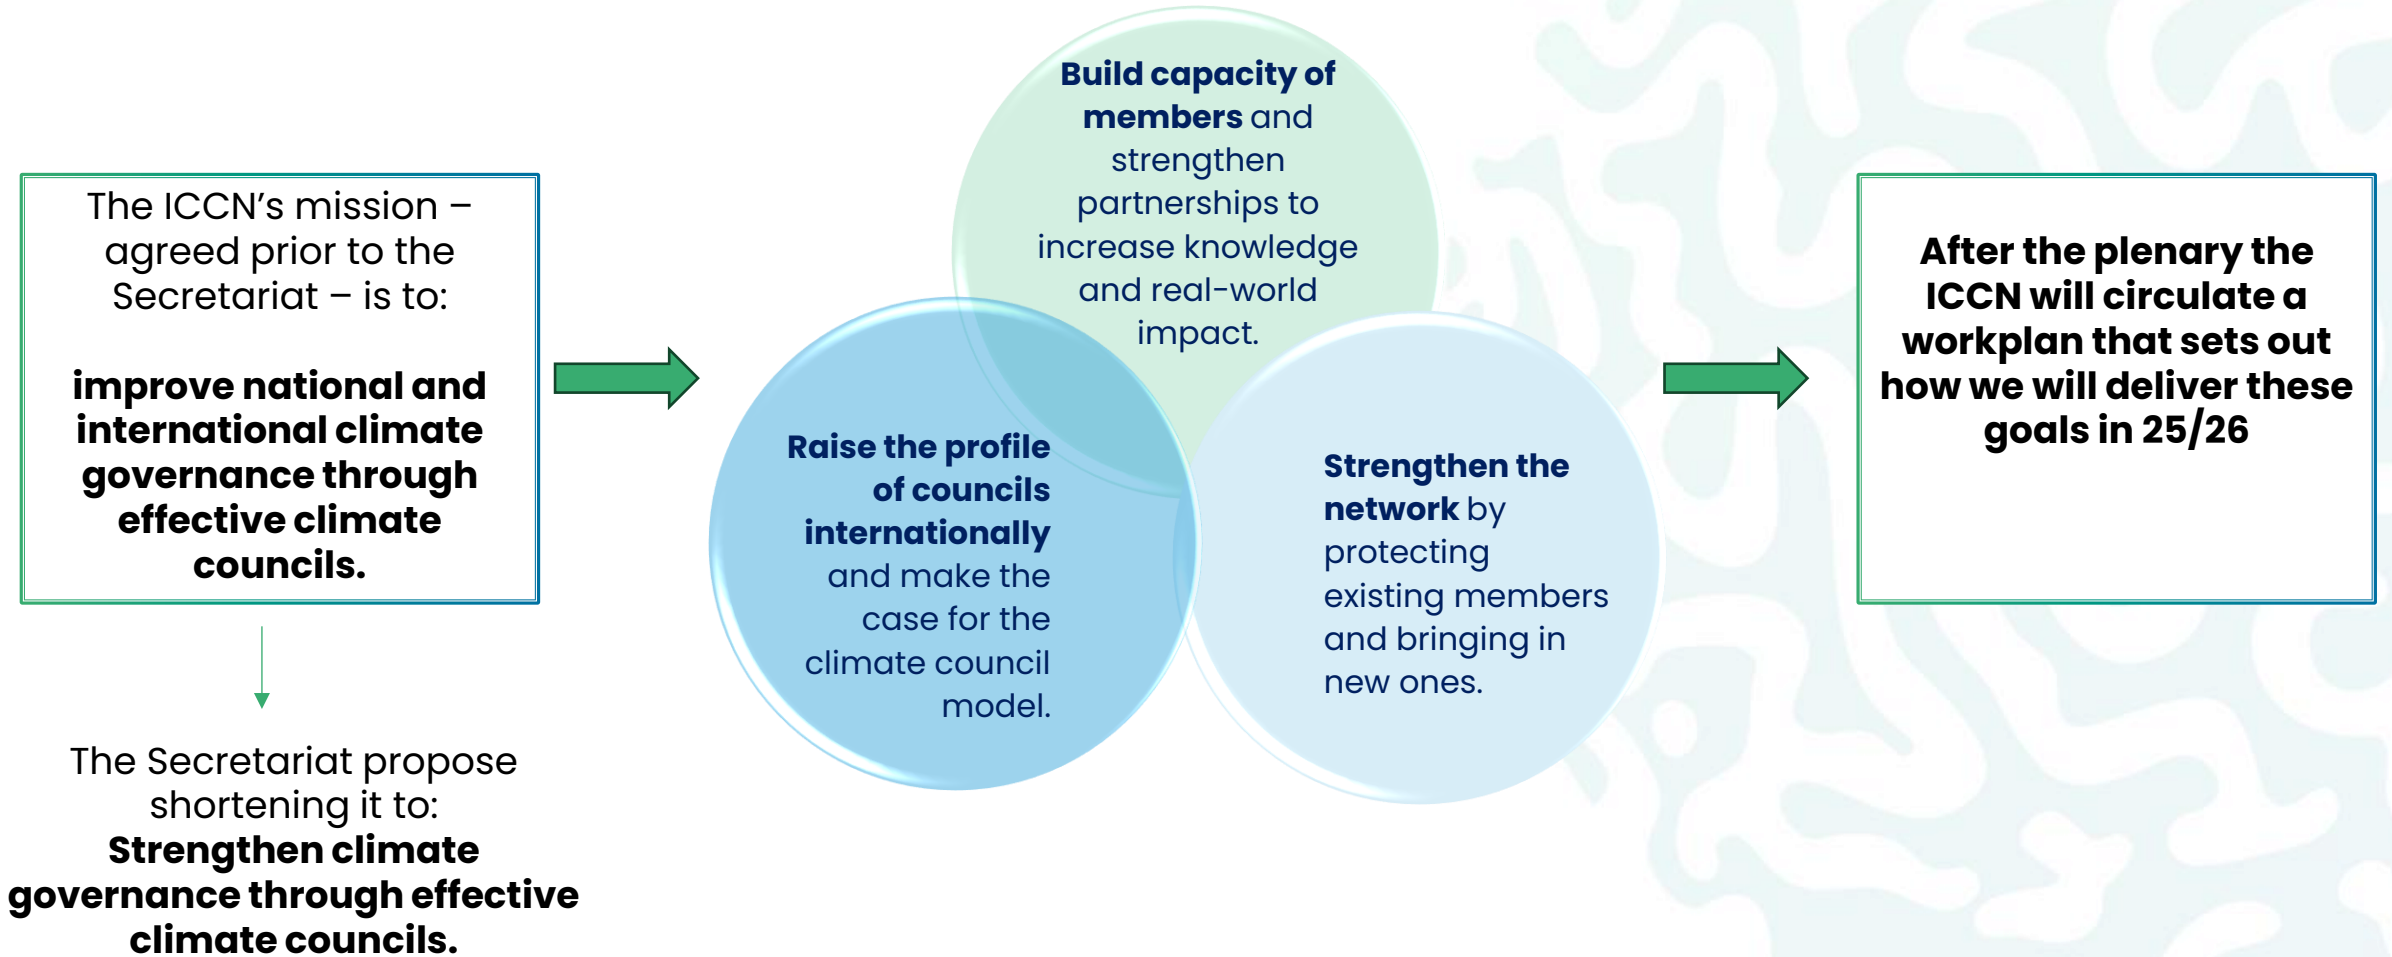 The ICCN’s mission –
agreed prior to the
Secretariat – is to:
improve national and
international climate
governance through
effective climate
councils.
The Secretariat propose
shortening it to:
Strengthen climate
governance through effective
climate councils.
Build capacity of
members and
strengthen
partnerships to
increase knowledge
and real-world
impact.
Raise the profile
of councils
internationally
and make the
case for the
climate council
model.
Strengthen the
network by
protecting
existing members
and bringing in
new ones.
After the plenary the
ICCN will circulate a
workplan that sets out
how we will deliver these
goals in 25/26